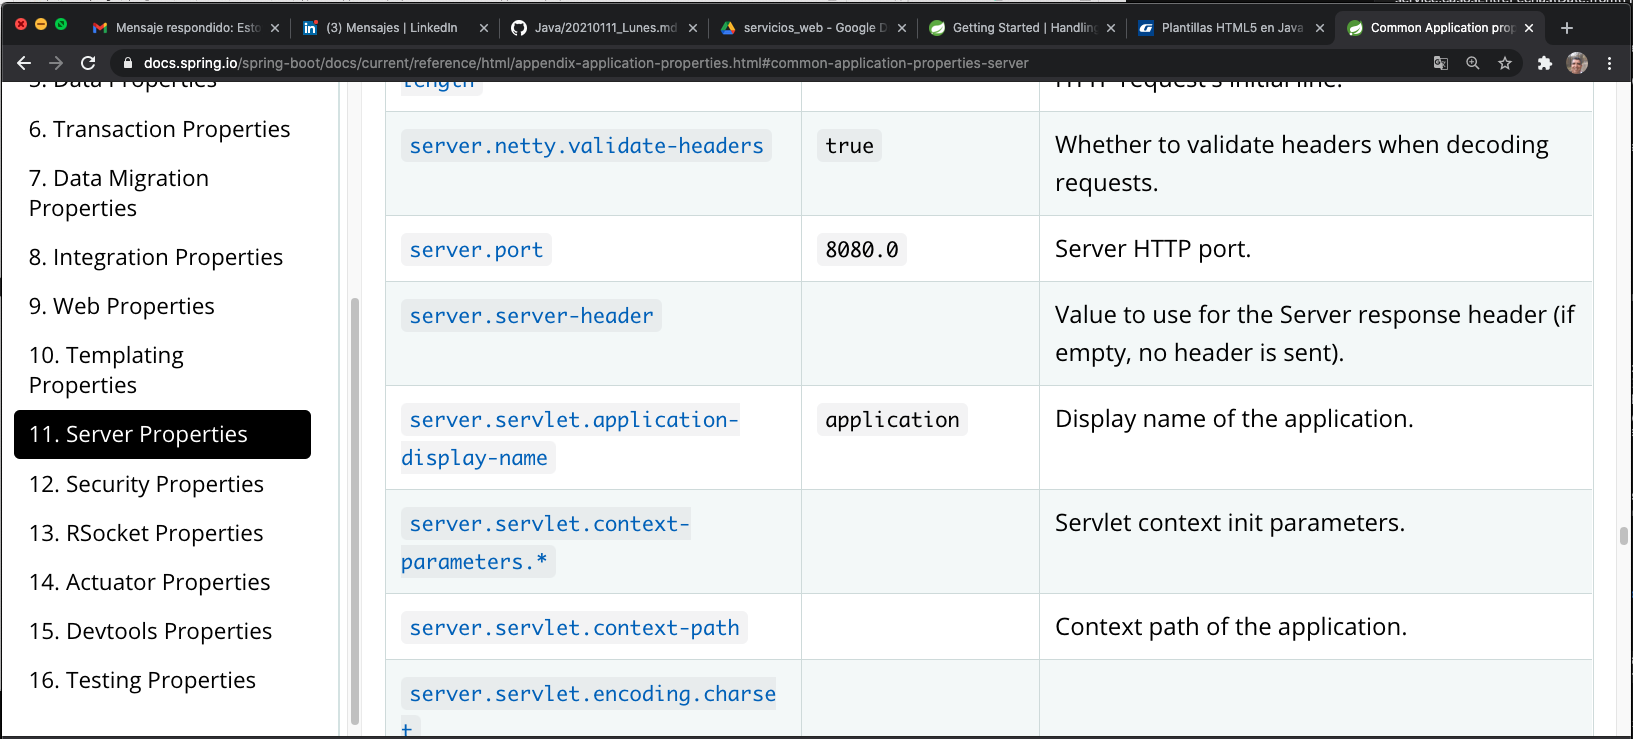 Mensaje respondido: Esto
(3) Mensajes | LinkedIn
Java/20210111_Lunes.md
servicios_web - Google D
Getting Started | Handling
Plantillas HTML5 en Java
Common Application prop
docs.spring.io/spring-boot/docs/current/reference/html/appendix-application-properties.html#common-application-properties-server
5. Data Properties
6. Transaction Properties
7. Data Migration
Properties
8. Integration Properties
9. Web Properties
10. Templating
Properties
11. Server Properties
12. Security Properties
13. RSocket Properties
14. Actuator Properties
15. Devtools Properties
16. Testing Properties
length
HTTP request's initial line.
server.netty.validate-headers
true
Whether to validate headers when decoding
requests.
server.port
8080.0
Server HTTP port.
server.server-header
Value to use for the Server response header (if
empty, no header is sent).
server.servlet.application-
display-name
application
Display name of the application.
server.servlet.context-
parameters.*
Servlet context init parameters.
server.servlet.context-path
Context path of the application.
server.servlet.encoding.charse
t